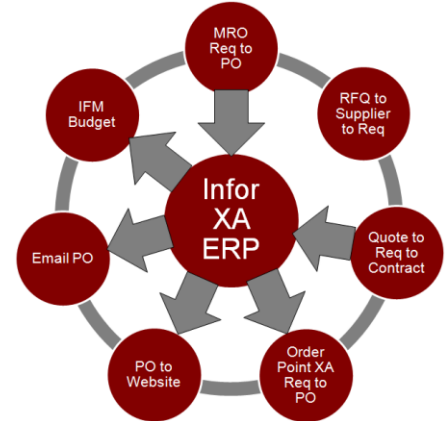 MRO
Req to
PO
RFQ to
Supplier
to Req
Quote to
Req to
Contract
Order
Point XA
Req to
PO
PO to
Website
Email PO
IFM
Budget
Infor
XA
ERP